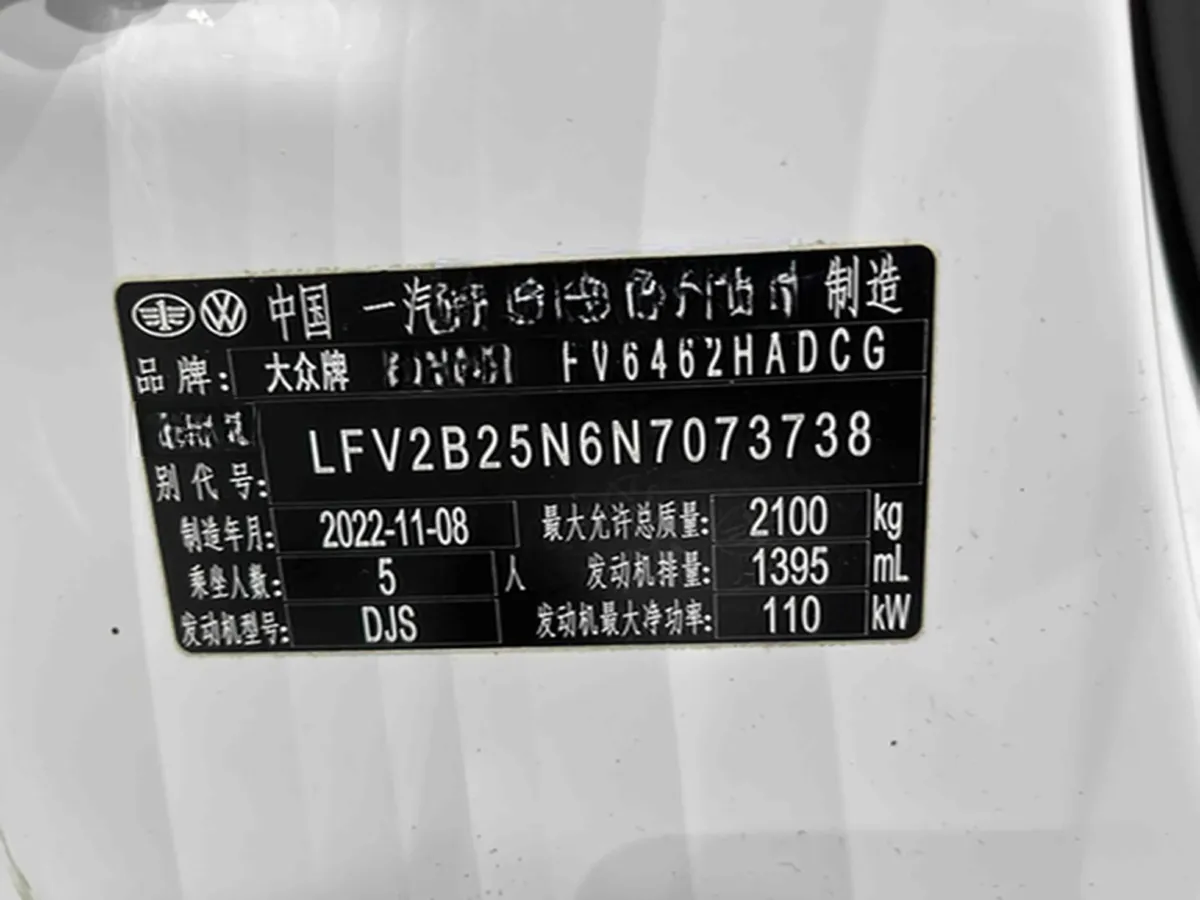 中国 一汽 制造
品牌: 大众牌 FV6462HADCG
LFV2B25N6N7073738
别代号:
制造年月: 2022-11-08 最大允许总质量: 2100 kg
乘座人数: 5 人 发动机排量: 1395 mL
发动机型号: DJS 发动机最大净功率: 110 kW